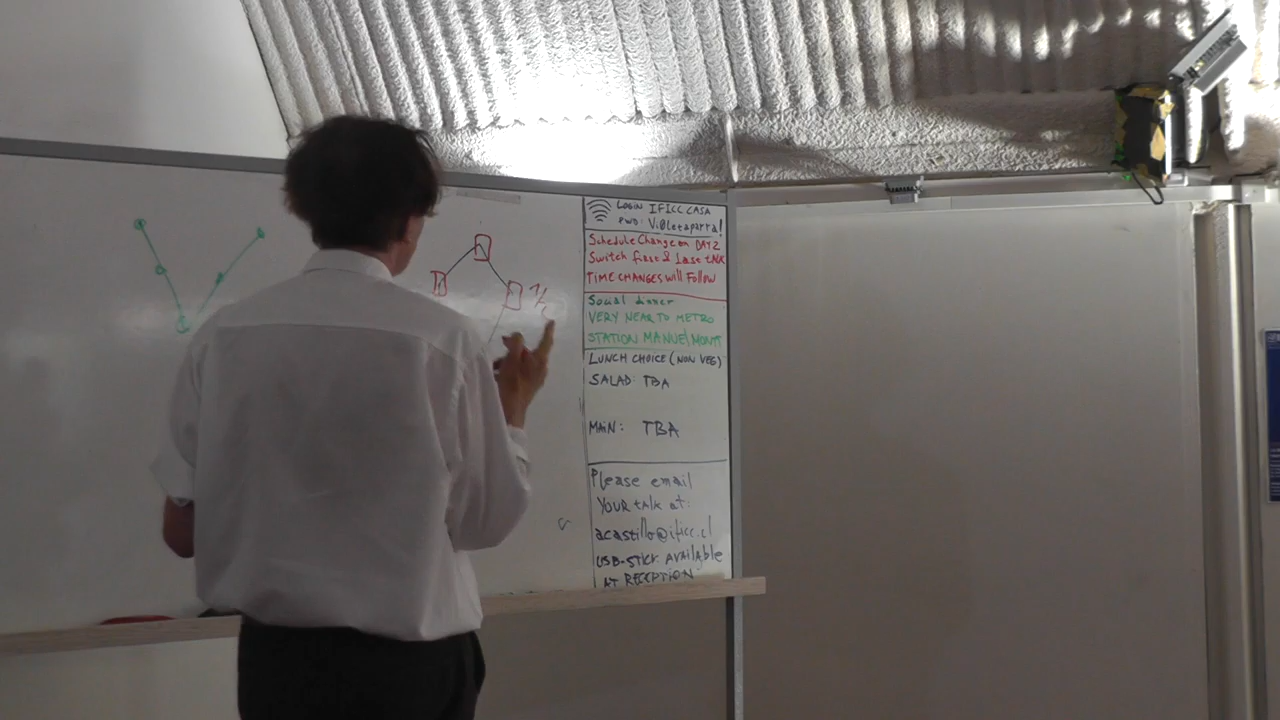 LOGIN IFICC CASA
PWD: Vi0letaparra!
Schedule Change on DAY 2
Switch first & Last talk
TIME CHANGES will Follow
Social dinner
VERY NEAR TO METRO
STATION MANUEL MONTT
LUNCH CHOICE (NON VEG)
SALAD: TBA
MAIN: TBA
Please email
YOUR talk at:
acastillo@ificc.cl
USB-STICK AVAILABLE
AT RECEPTION